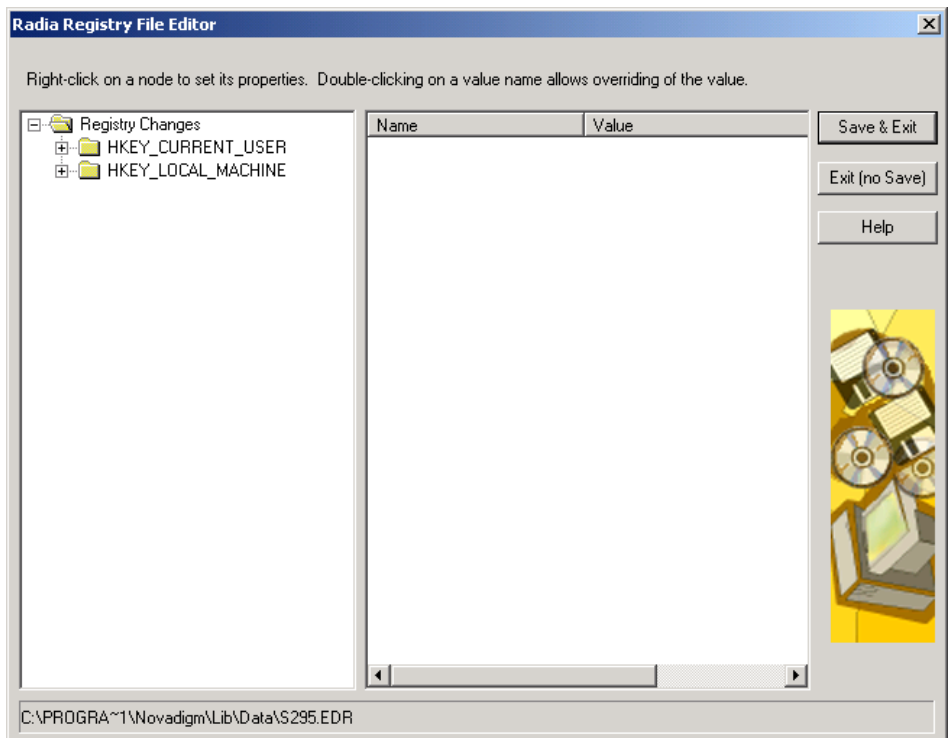 Radia Registry File Editor
Right-click on a node to set its properties. Double-clicking on a value name allows overriding of the value.
Registry Changes
HKEY_CURRENT_USER
HKEY_LOCAL_MACHINE
Name Value
Save & Exit
Exit (no Save)
Help
C:\PROGRA~1\Novadigm\Lib\Data\S295.EDR